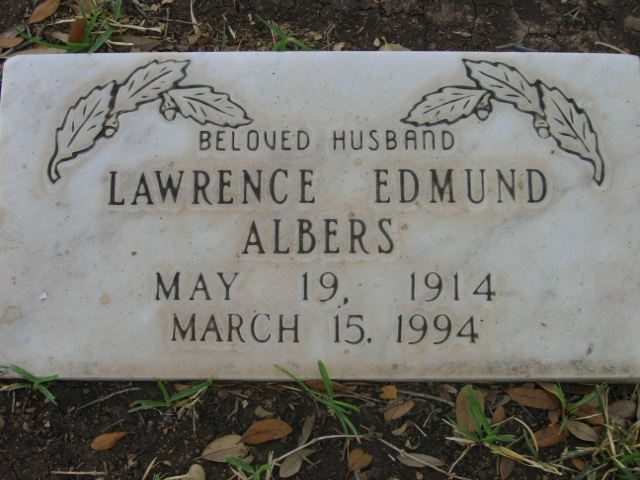 BELOVED HUSBAND
LAWRENCE EDMUND
ALBERS
MAY 19, 1914
MARCH 15. 1994